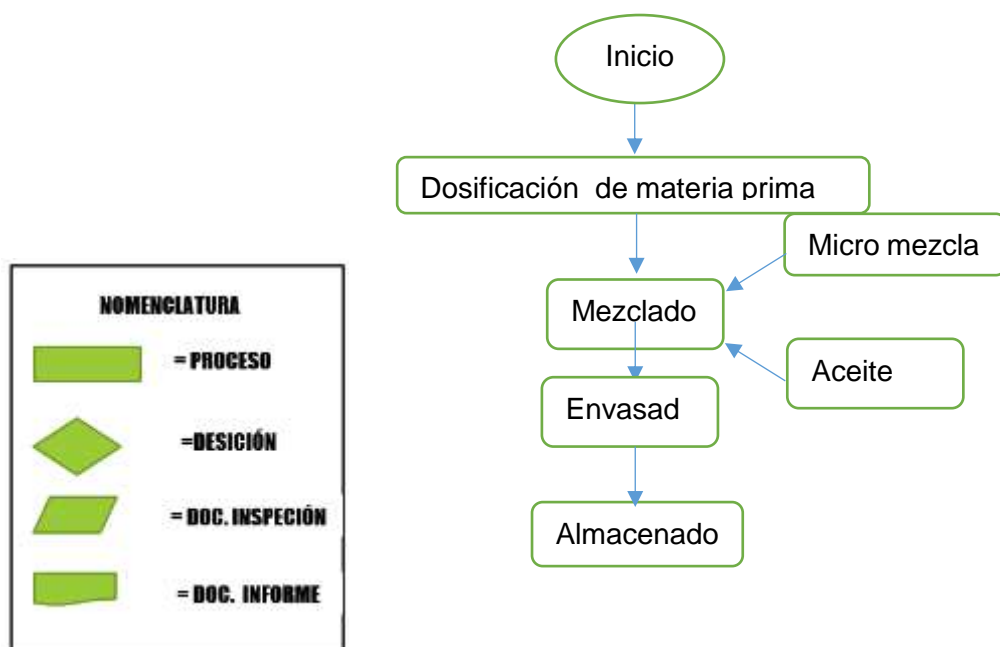 Inicio
Dosificación de materia prima
Micro mezcla
Mezclado
Aceite
Envasad
Almacenado
NOMENCLATURA
= PROCESO
=DESICIÓN
= DOC. INSPECIÓN
= DOC. INFORME